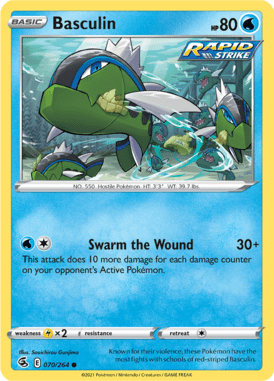 BASIC Basculin HP80
RAPID
STRIKE
NO. 550 Hostile Pokémon HT: 3'3" WT: 39.7 lbs.
Swarm the Wound 30+
This attack does 10 more damage for each damage counter
on your opponent's Active Pokémon.
weakness ×2 resistance retreat
Illus. Souichirou Gunjima
E 070/264
Known for their violence, these Pokémon have the
most fights with schools of red-striped Basculin.
©2021 Pokémon / Nintendo / Creatures / GAME FREAK